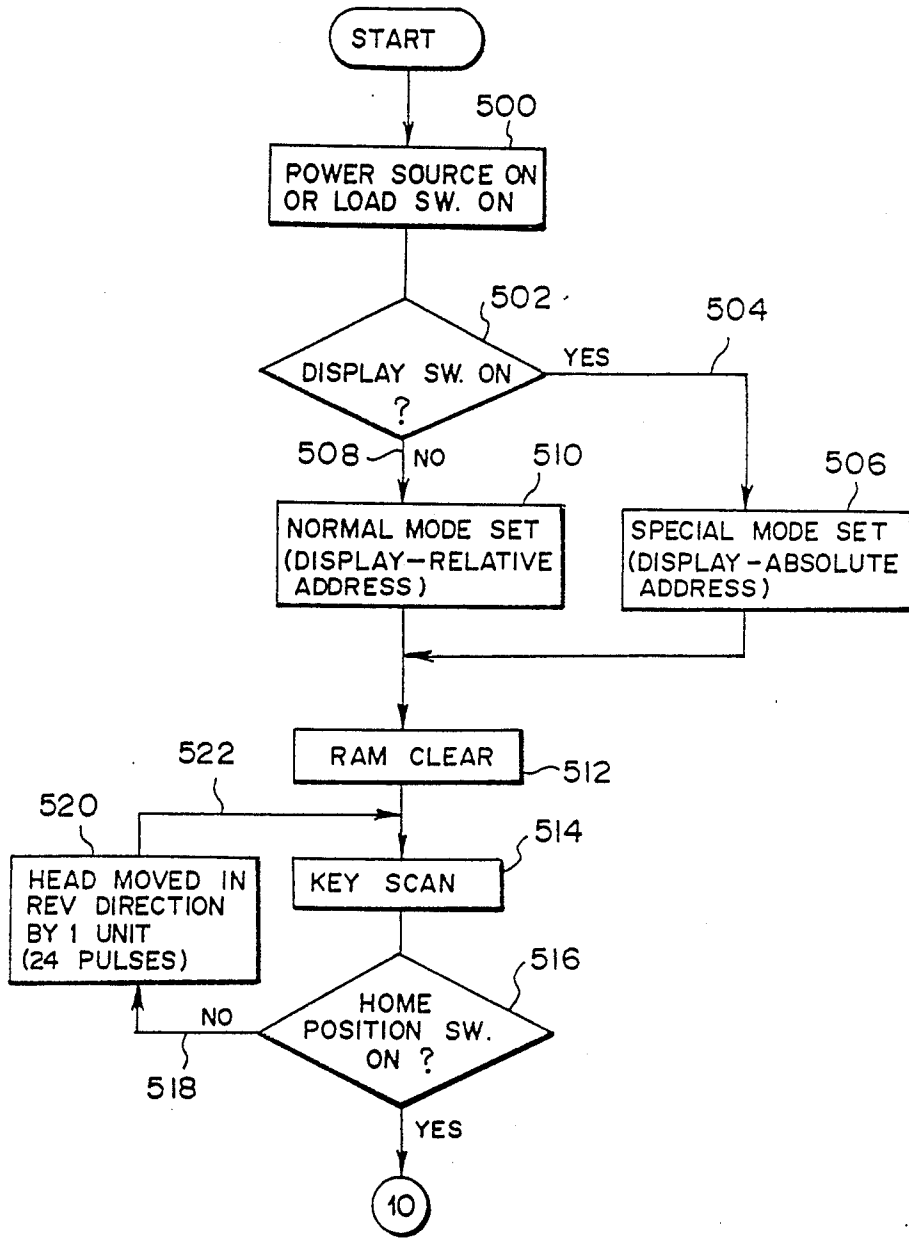 START
500
POWER SOURCE ON
OR LOAD SW. ON
502
504
DISPLAY SW. ON
?
YES
508
NO
510
506
NORMAL MODE SET
(DISPLAY-RELATIVE
ADDRESS)
SPECIAL MODE SET
(DISPLAY-ABSOLUTE
ADDRESS)
RAM CLEAR
512
522
520
514
HEAD MOVED IN
REV DIRECTION
BY 1 UNIT
(24 PULSES)
KEY SCAN
516
HOME
POSITION SW.
ON ?
NO
518
YES
10